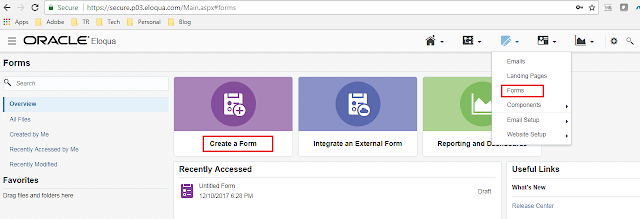 Secure | https://secure.p03.eloqua.com/Main.aspx#forms
Apps Adobe TR Tech Personal Blog
ORACLE Eloqua
Forms
Search
Overview
All Files
Created by Me
Recently Accessed by Me
Recently Modified
Favorites
Drag files and folders here
Create a Form
Integrate an External Form
Reporting and Dashboards
Emails
Landing Pages
Forms
Components
Email Setup
Website Setup
Recently Accessed
Untitled Form
12/10/2017 6:28 PM
Draft
Useful Links
What's New
Release Center